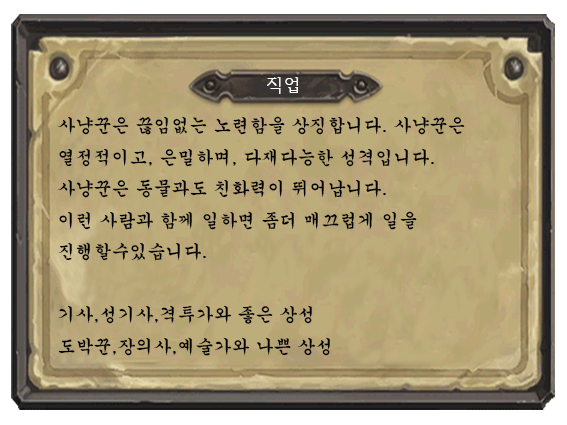 직업
사냥꾼은 끊임없는 노련함을 상징합니다. 사냥꾼은
열정적이고, 은밀하며, 다재다능한 성격입니다.
사냥꾼은 동물과도 친화력이 뛰어납니다.
이런 사람과 함께 일하면 좀더 매끄럽게 일을
진행할수있습니다.
기사,성기사,격투가와 좋은 상성
도박꾼,장의사,예술가와 나쁜 상성